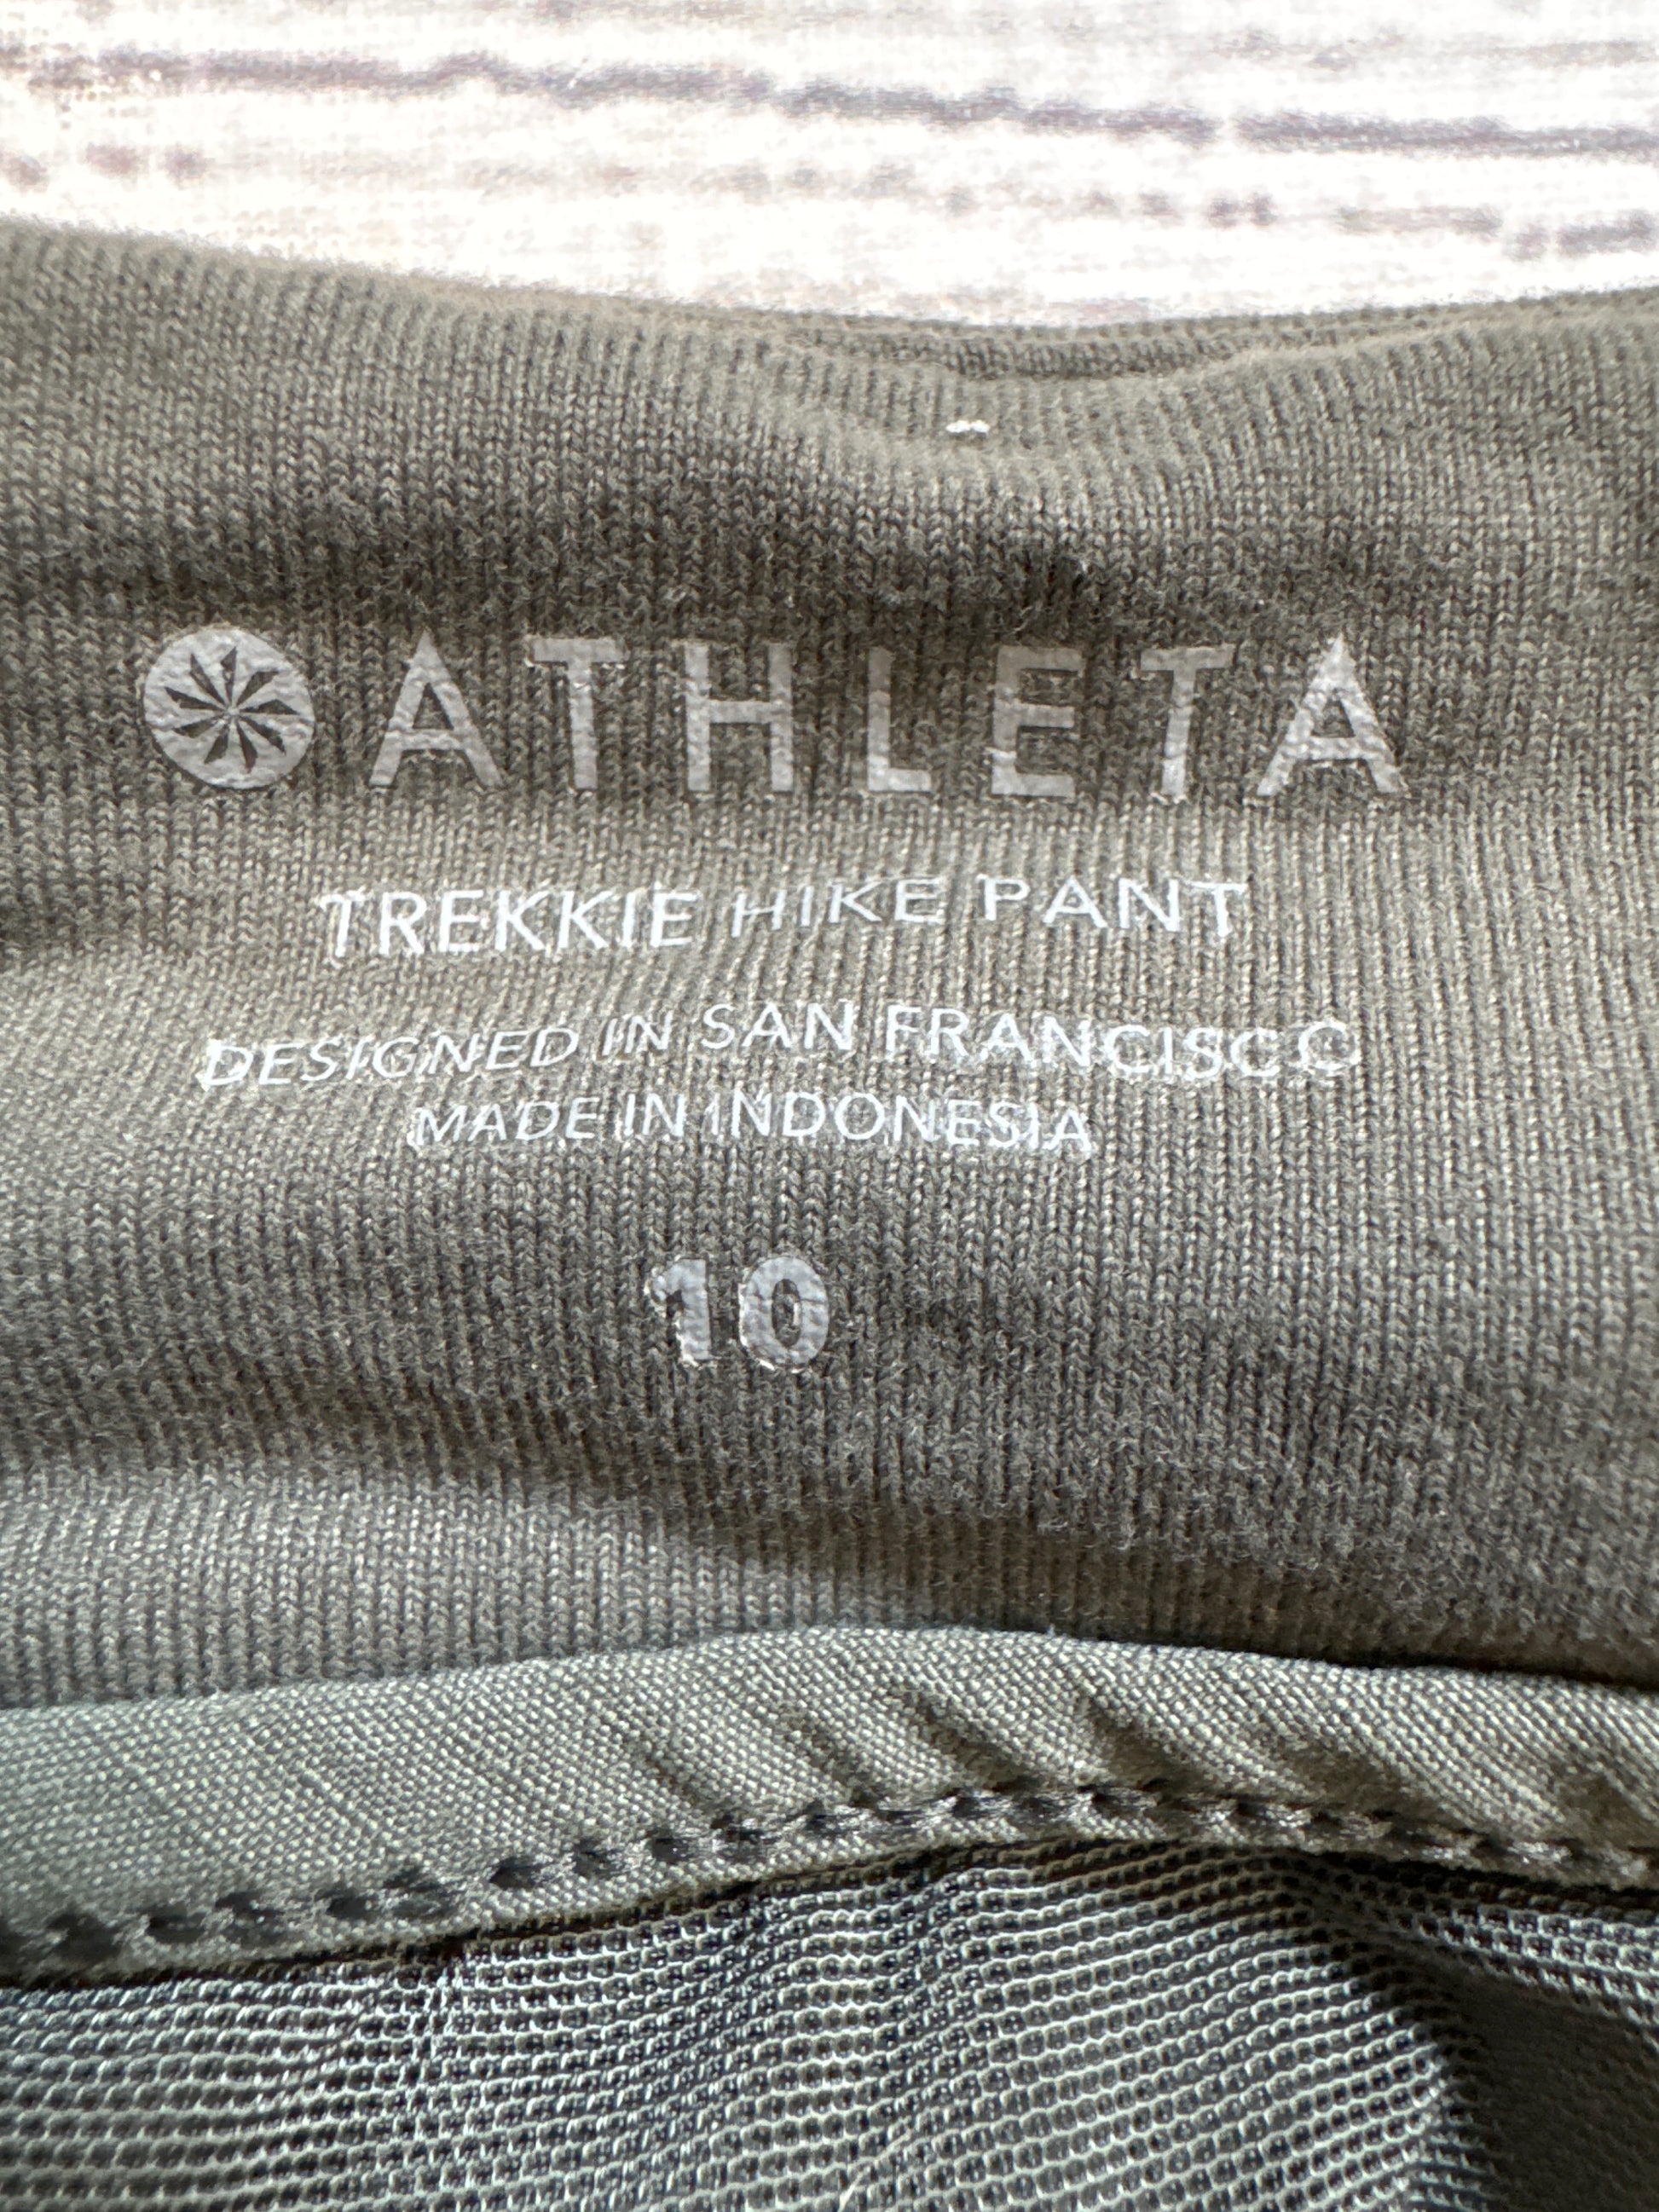 ATHLETA
TREKKIE HIKE PANT
DESIGNED IN SAN FRANCISCO
MADE IN INDONESIA
10